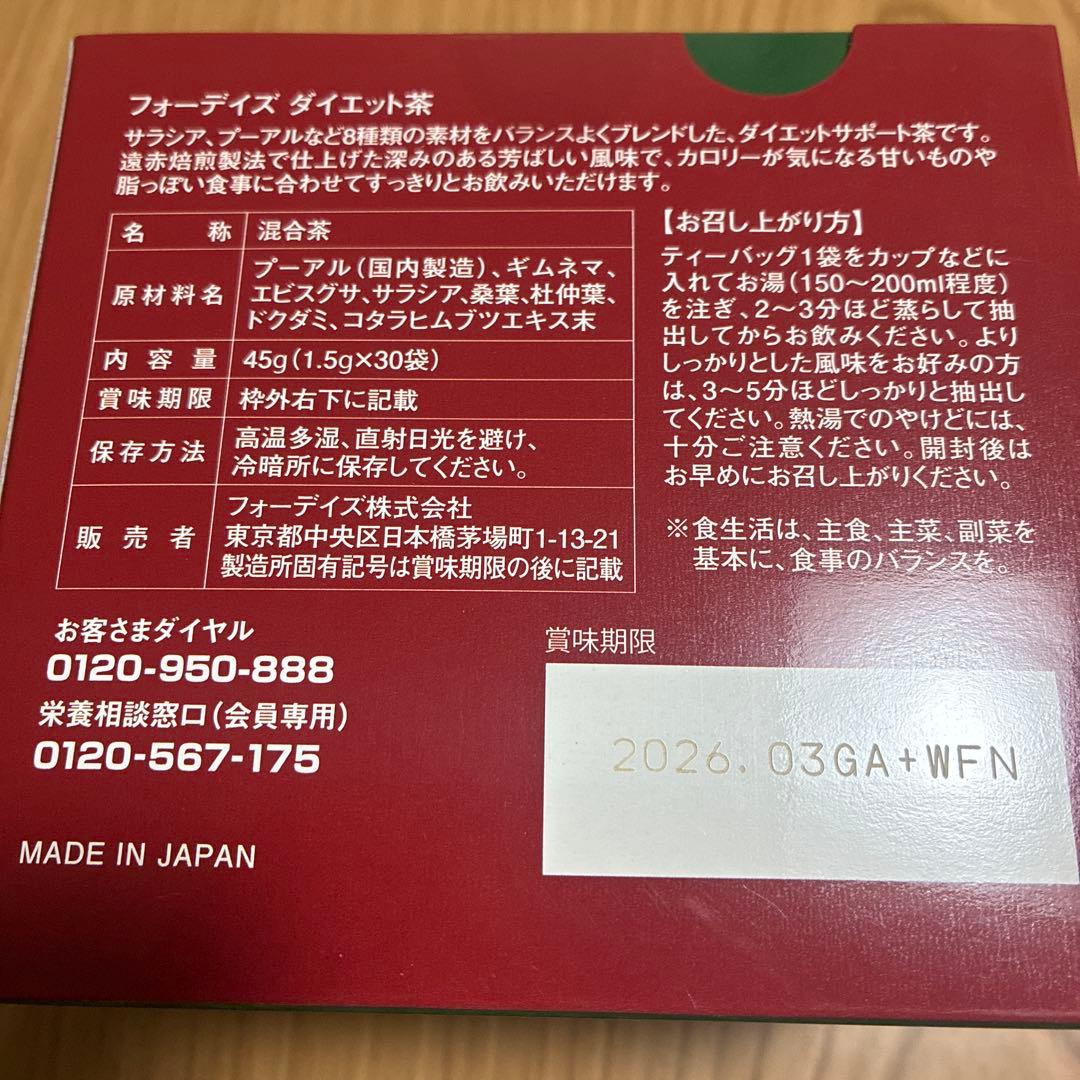 フォーデイズ ダイエット茶
サラシア、プーアルなど8種類の素材をバランスよくブレンドした、ダイエットサポート茶です。
遠赤焙煎製法で仕上げた深みのある芳ばしい風味で、カロリーが気になる甘いものや
脂っぽい食事に合わせてすっきりとお飲みいただけます。
名称 混合茶
原材料名 プーアル（国内製造）、ギムネマ、
エビスグサ、サラシア、桑葉、杜仲葉、
ドクダミ、コタラヒムブツエキス末
内容量 45g（1.5g×30袋）
賞味期限 枠外右下に記載
保存方法 高温多湿、直射日光を避け、
冷暗所に保存してください。
販売者 フォーデイズ株式会社
東京都中央区日本橋茅場町1-13-21
製造所固有記号は賞味期限の後に記載
【お召し上がり方】
ティーバッグ1袋をカップなどに
入れてお湯（150〜200ml程度）
を注ぎ、2〜3分ほど蒸らして抽
出してからお飲みください。より
しっかりとした風味をお好みの方
は、3〜5分ほどしっかりと抽出し
てください。熱湯でのやけどには、
十分ご注意ください。開封後は
お早めにお召し上がりください。
※食生活は、主食、主菜、副菜を
基本に、食事のバランスを。
お客さまダイヤル
0120-950-888
栄養相談窓口（会員専用）
0120-567-175
賞味期限
2026.03GA+WFN
MADE IN JAPAN